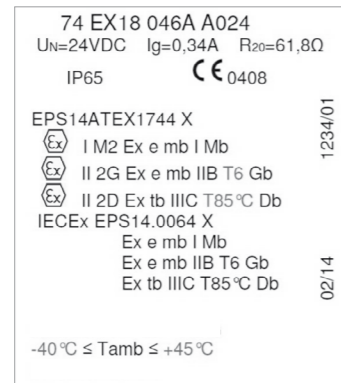 74 EX18 046A A024
UN=24VDC Ig=0,34A R20=61,8Ω
IP65 CE 0408
EPS14ATEX1744 X
Ex I M2 Ex e mb I Mb
Ex II 2G Ex e mb IIB T6 Gb
Ex II 2D Ex tb IIIC T85°C Db
IECEx EPS14.0064 X
Ex e mb I Mb
Ex e mb IIB T6 Gb
Ex tb IIIC T85°C Db
-40°C ≤ Tamb ≤ +45°C
1234/01
02/14